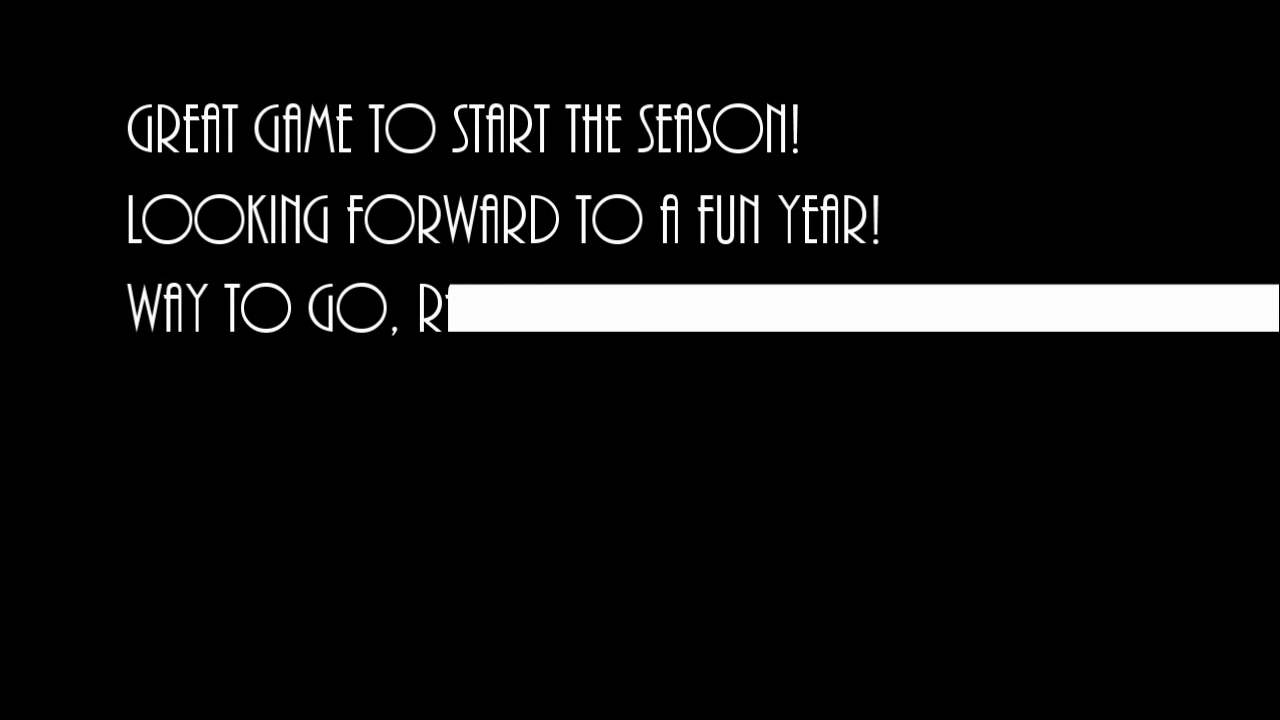 GREAT GAME TO START THE SEASON!
LOOKING FORWARD TO A FUN YEAR!
WAY TO GO,